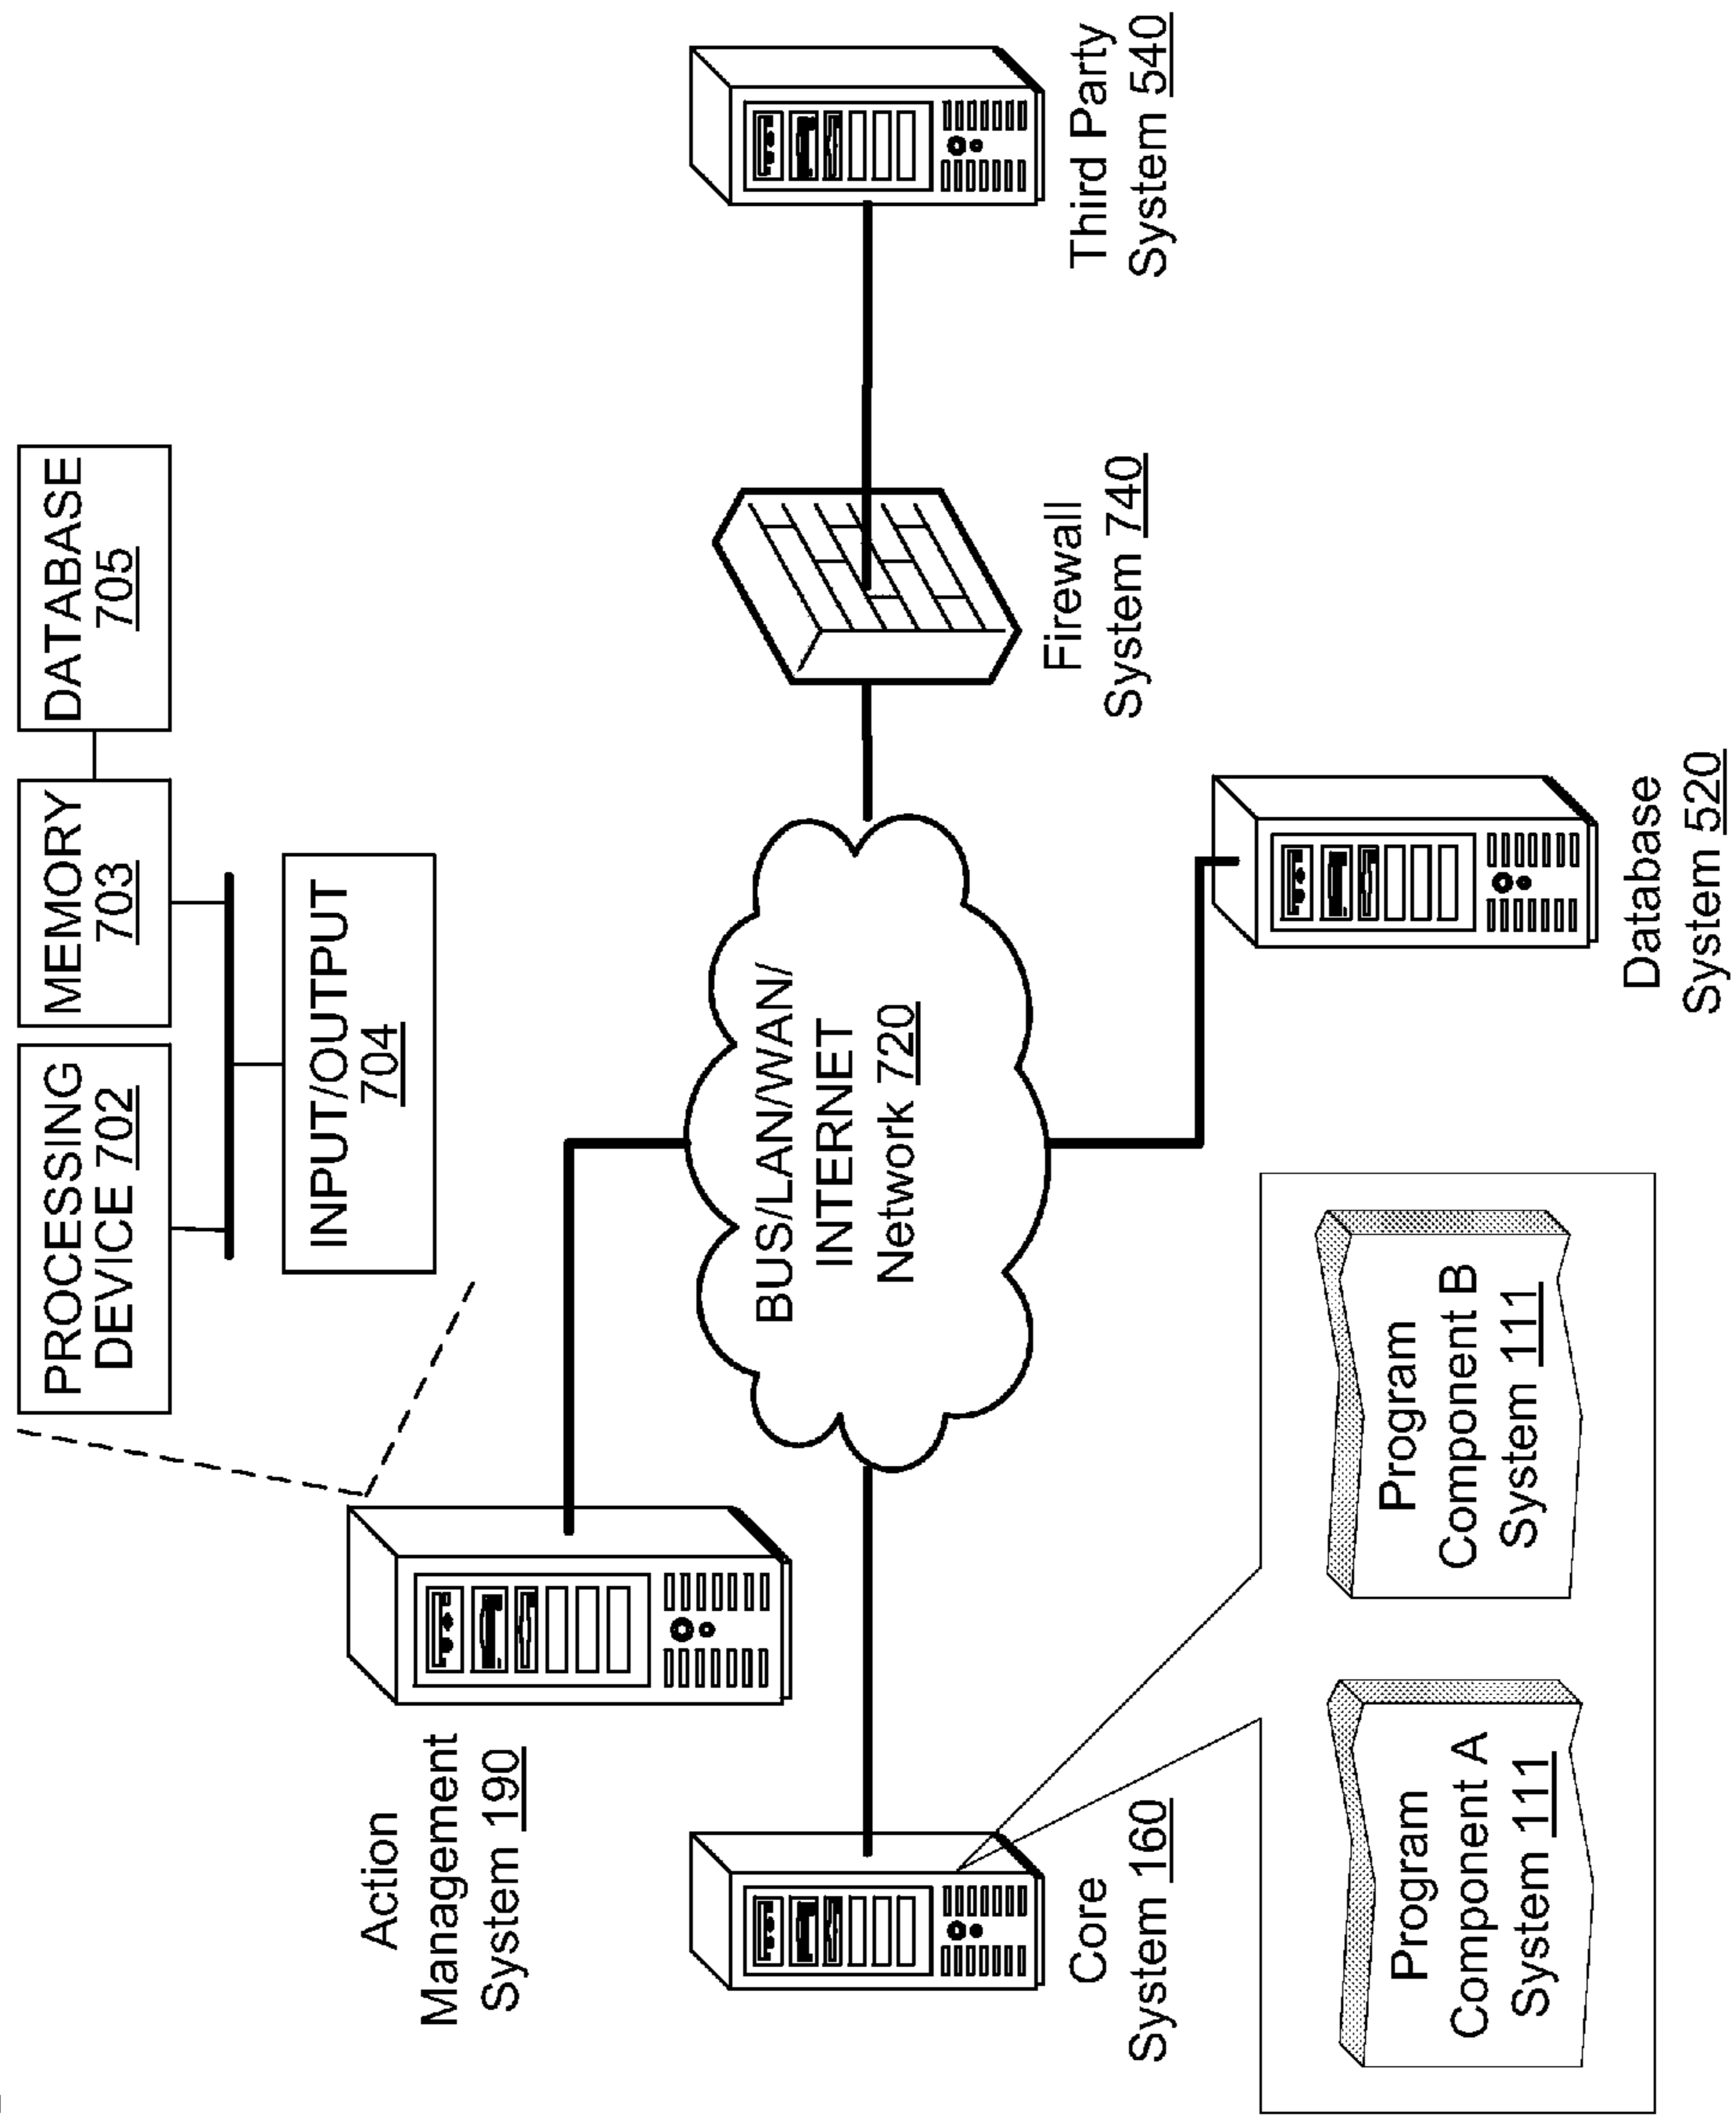 PROCESSING
DEVICE 702
MEMORY
703
DATABASE
705
INPUT/OUTPUT
704
Action
Management
System 190
BUS/LAN/WAN/
INTERNET
Network 720
Core
System 160
Firewall
System 740
Third Party
System 540
Program
Component A
System 111
Program
Component B
System 111
Database
System 520